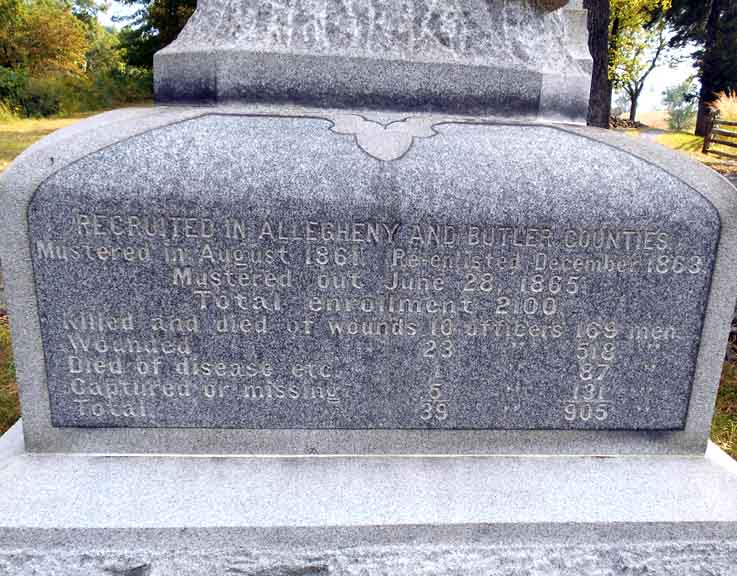 RECRUITED IN ALLEGHENY AND BUTLER COUNTIES.
Mustered in August 1861 Re-enlisted December 1863
Mustered out June 28, 1865
Total enrollment 2100
Killed and died of wounds 10 officers 169 men
Wounded 23 " 518 "
Died of disease etc. 1 " 87 "
Captured or missing 5 " 131 "
Total 39 " 905 "